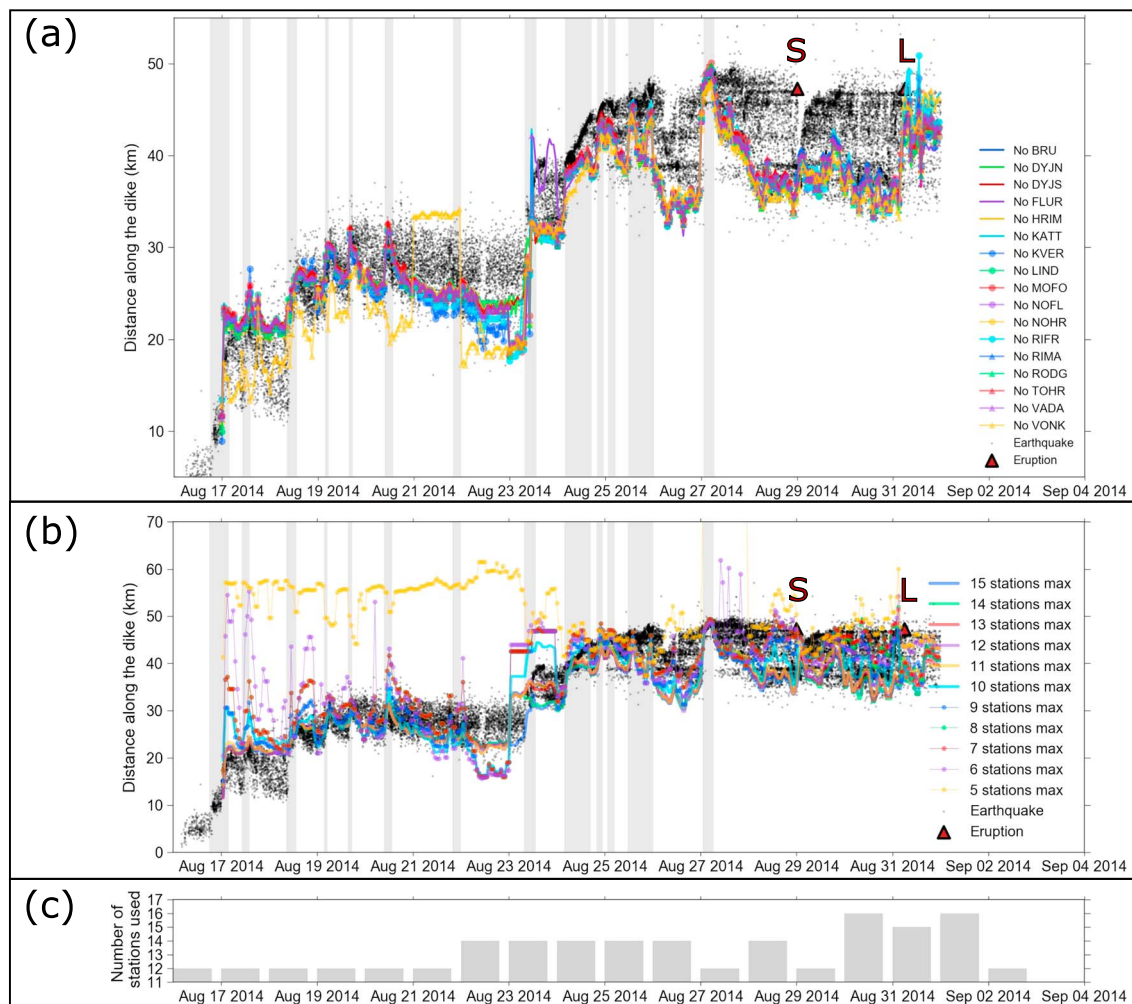 (a)
S
L
50
40
30
20
10
Distance along the dike (km)
No BRU
No DYJN
No DYJS
No FLUR
No HRIM
No KATT
No KVER
No LIND
No MOFO
No NOFL
No NOHR
No RIFR
No RIMA
No RODG
No TOHR
No VADA
No VONK
Earthquake
Eruption
Aug 17 2014 Aug 19 2014 Aug 21 2014 Aug 23 2014 Aug 25 2014 Aug 27 2014 Aug 29 2014 Aug 31 2014 Sep 02 2014 Sep 04 2014
(b)
S
L
70
60
50
40
30
20
10
0
Distance along the dike (km)
15 stations max
14 stations max
13 stations max
12 stations max
11 stations max
10 stations max
9 stations max
8 stations max
7 stations max
6 stations max
5 stations max
Earthquake
Eruption
Aug 17 2014 Aug 19 2014 Aug 21 2014 Aug 23 2014 Aug 25 2014 Aug 27 2014 Aug 29 2014 Aug 31 2014 Sep 02 2014 Sep 04 2014
(c)
Number of
stations used
17
16
15
14
13
12
11
Aug 17 2014 Aug 19 2014 Aug 21 2014 Aug 23 2014 Aug 25 2014 Aug 27 2014 Aug 29 2014 Aug 31 2014 Sep 02 2014 Sep 04 2014